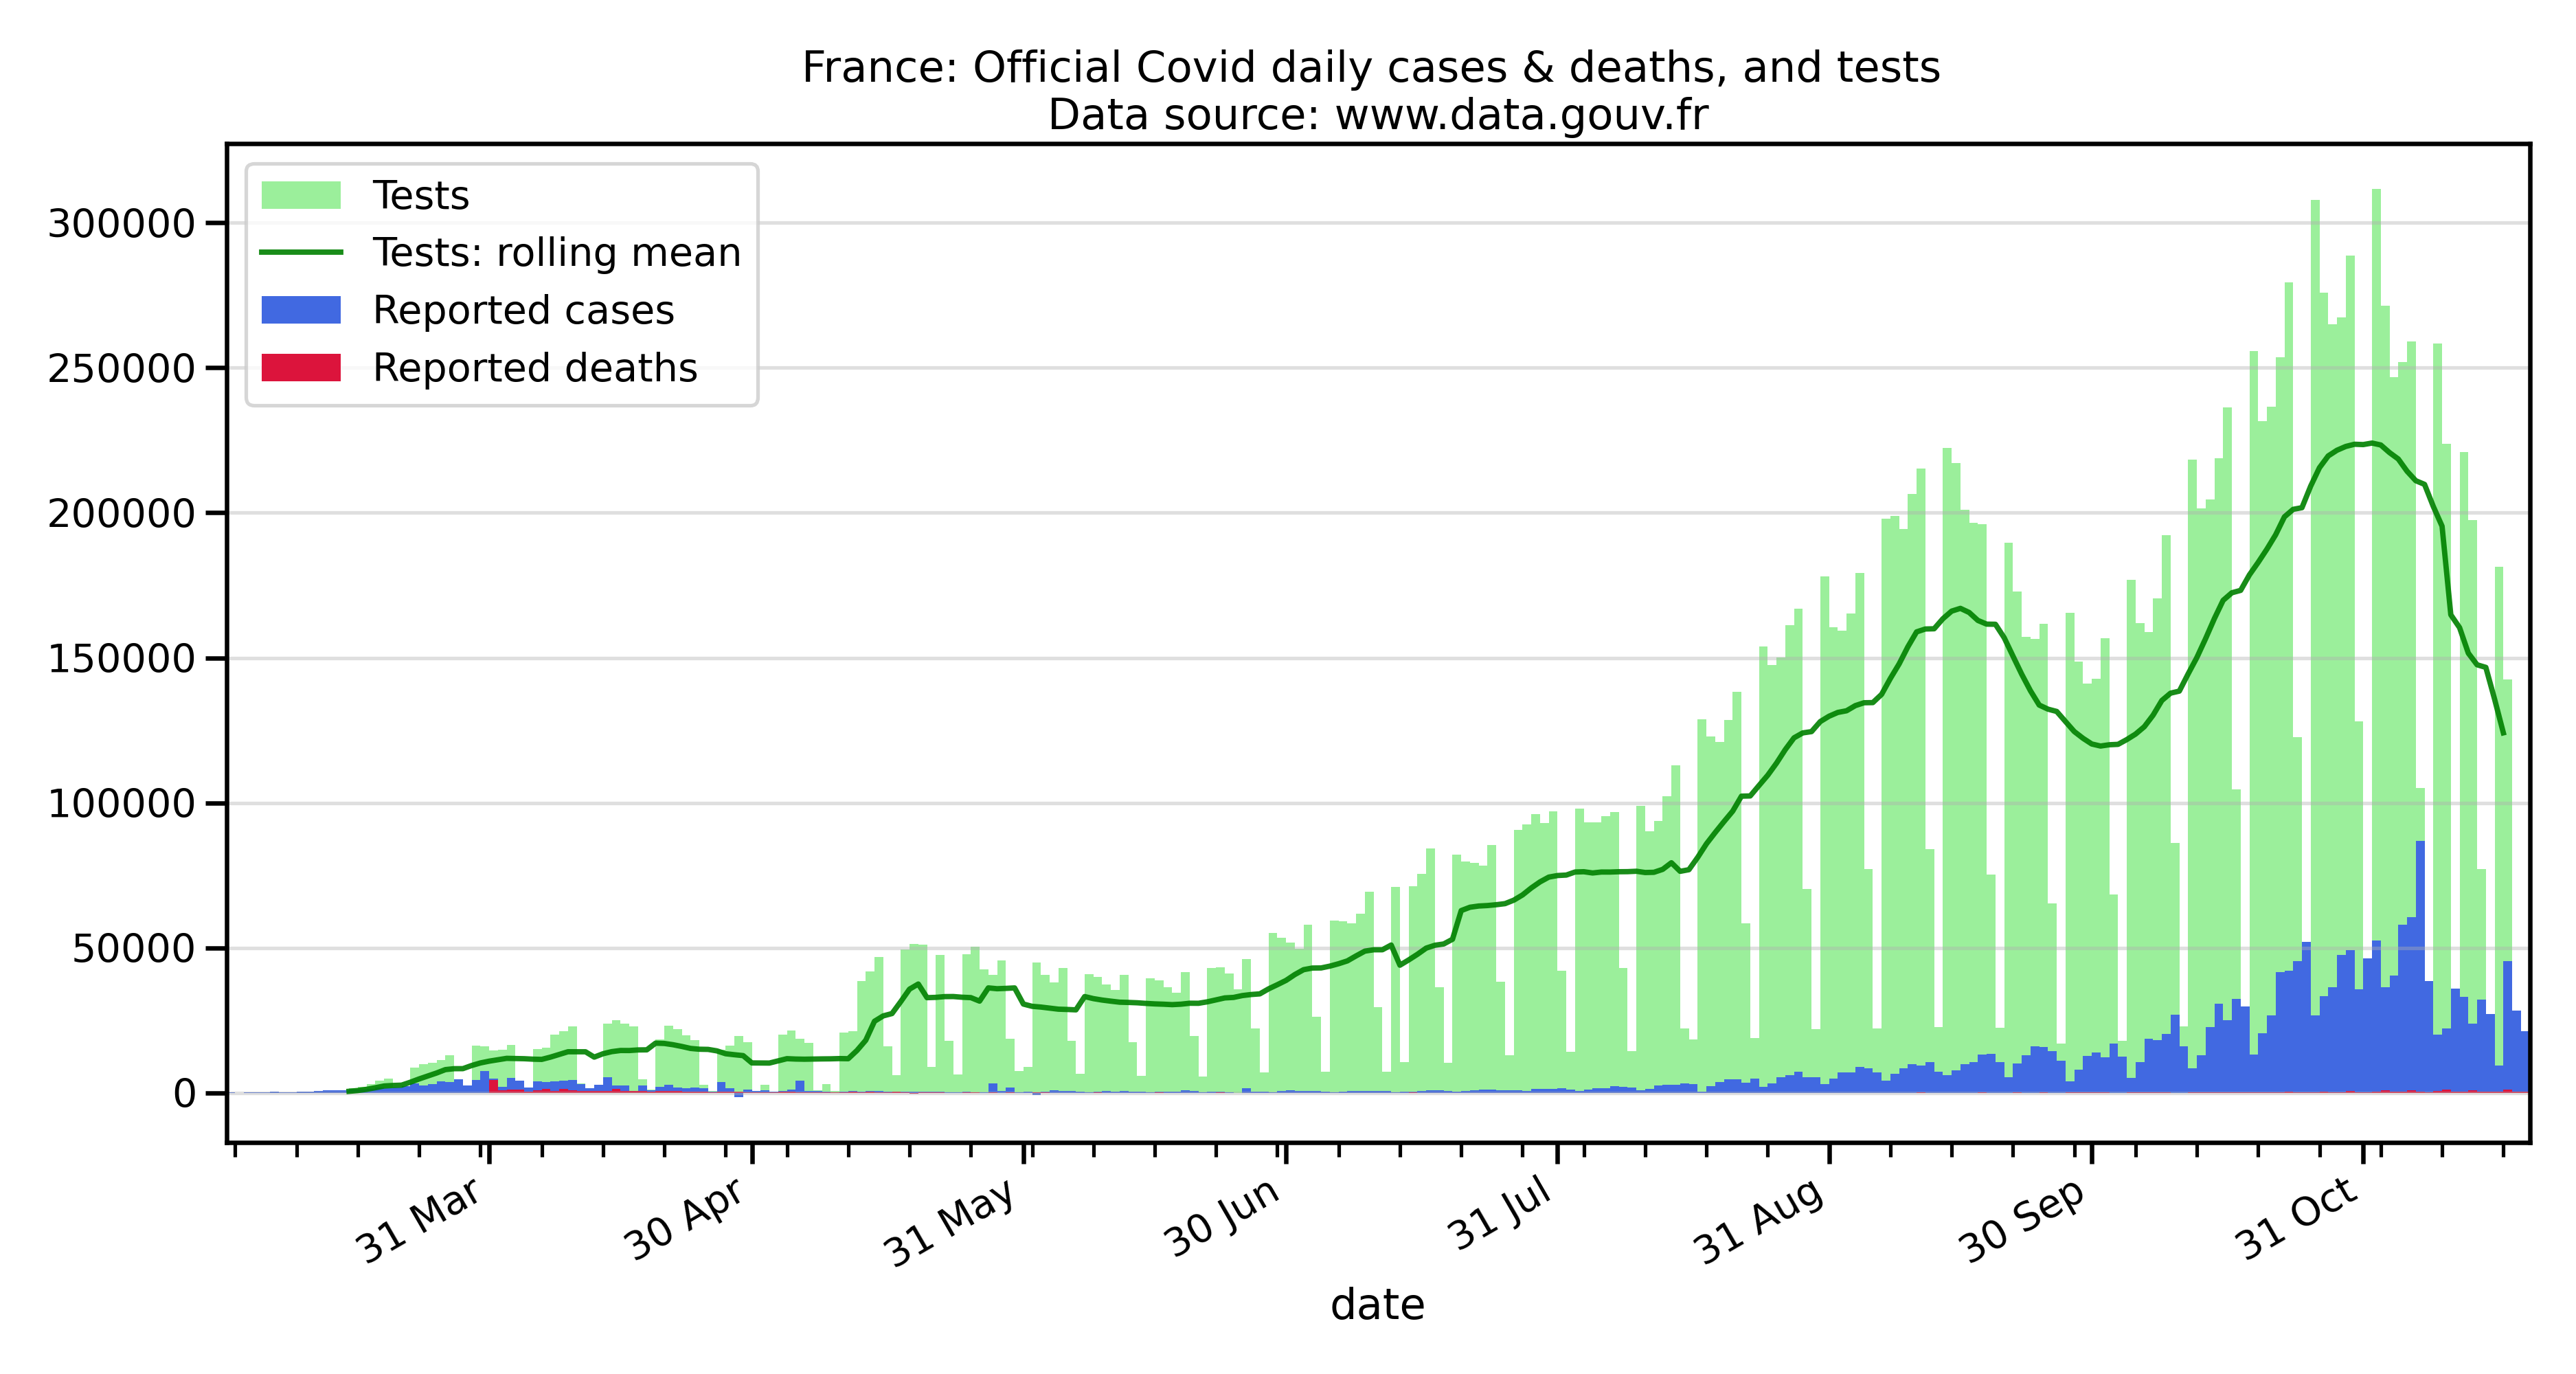 France: Official Covid daily cases & deaths, and tests
Data source: www.data.gouv.fr
Tests
Tests: rolling mean
Reported cases
Reported deaths
300000
250000
200000
150000
100000
50000
0
31 Mar
30 Apr
31 May
30 Jun
31 Jul
31 Aug
30 Sep
31 Oct
date